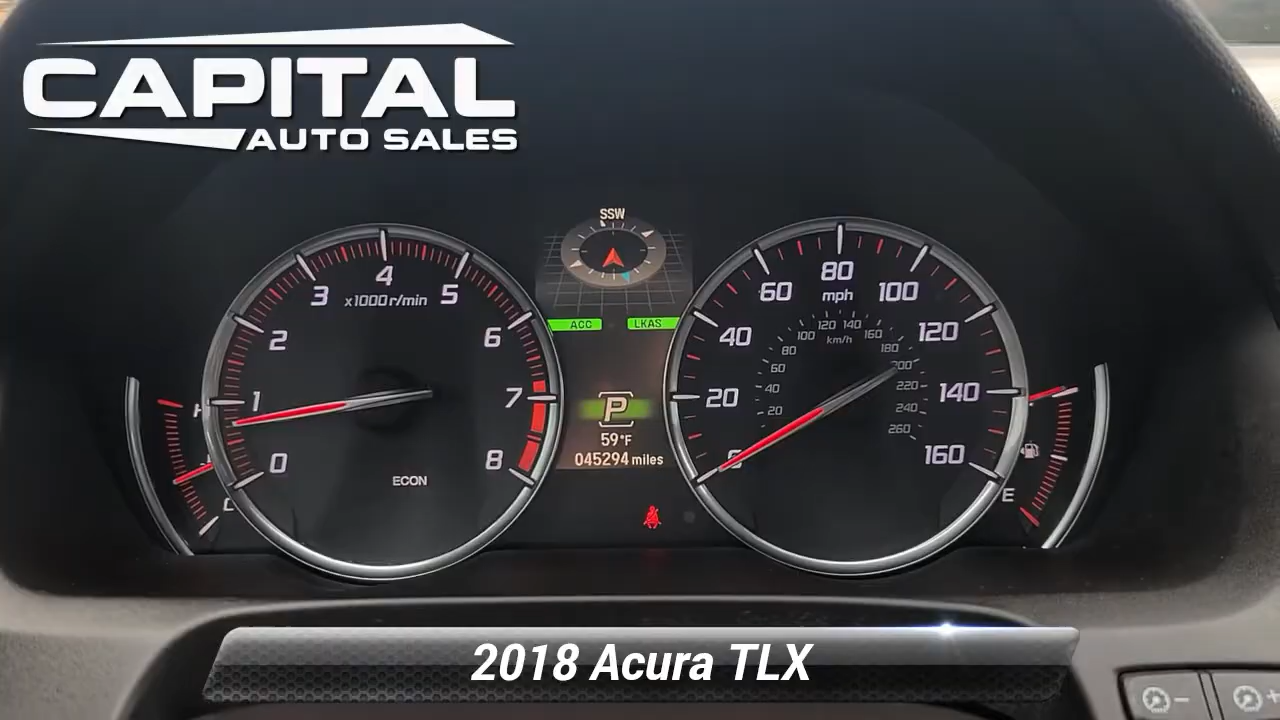 CAPITAL
AUTO SALES
SSW
ACC LKAS
0 1 2 3 4 5 6 7 8
x1000r/min
ECON
P
59°F
045294 miles
20 40 60 80 100 120 140 160
mph
20 40 60 80 100 120 140 160 180 200 220 240 260
km/h
H
C
E
2018 Acura TLX